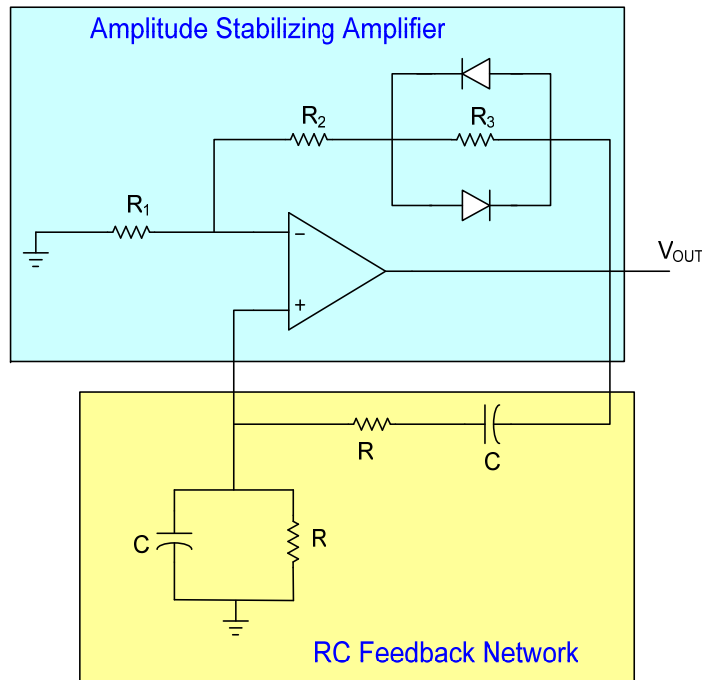 Amplitude Stabilizing Amplifier
R2
R3
R1
−
+
VOUT
R
C
C
R
RC Feedback Network